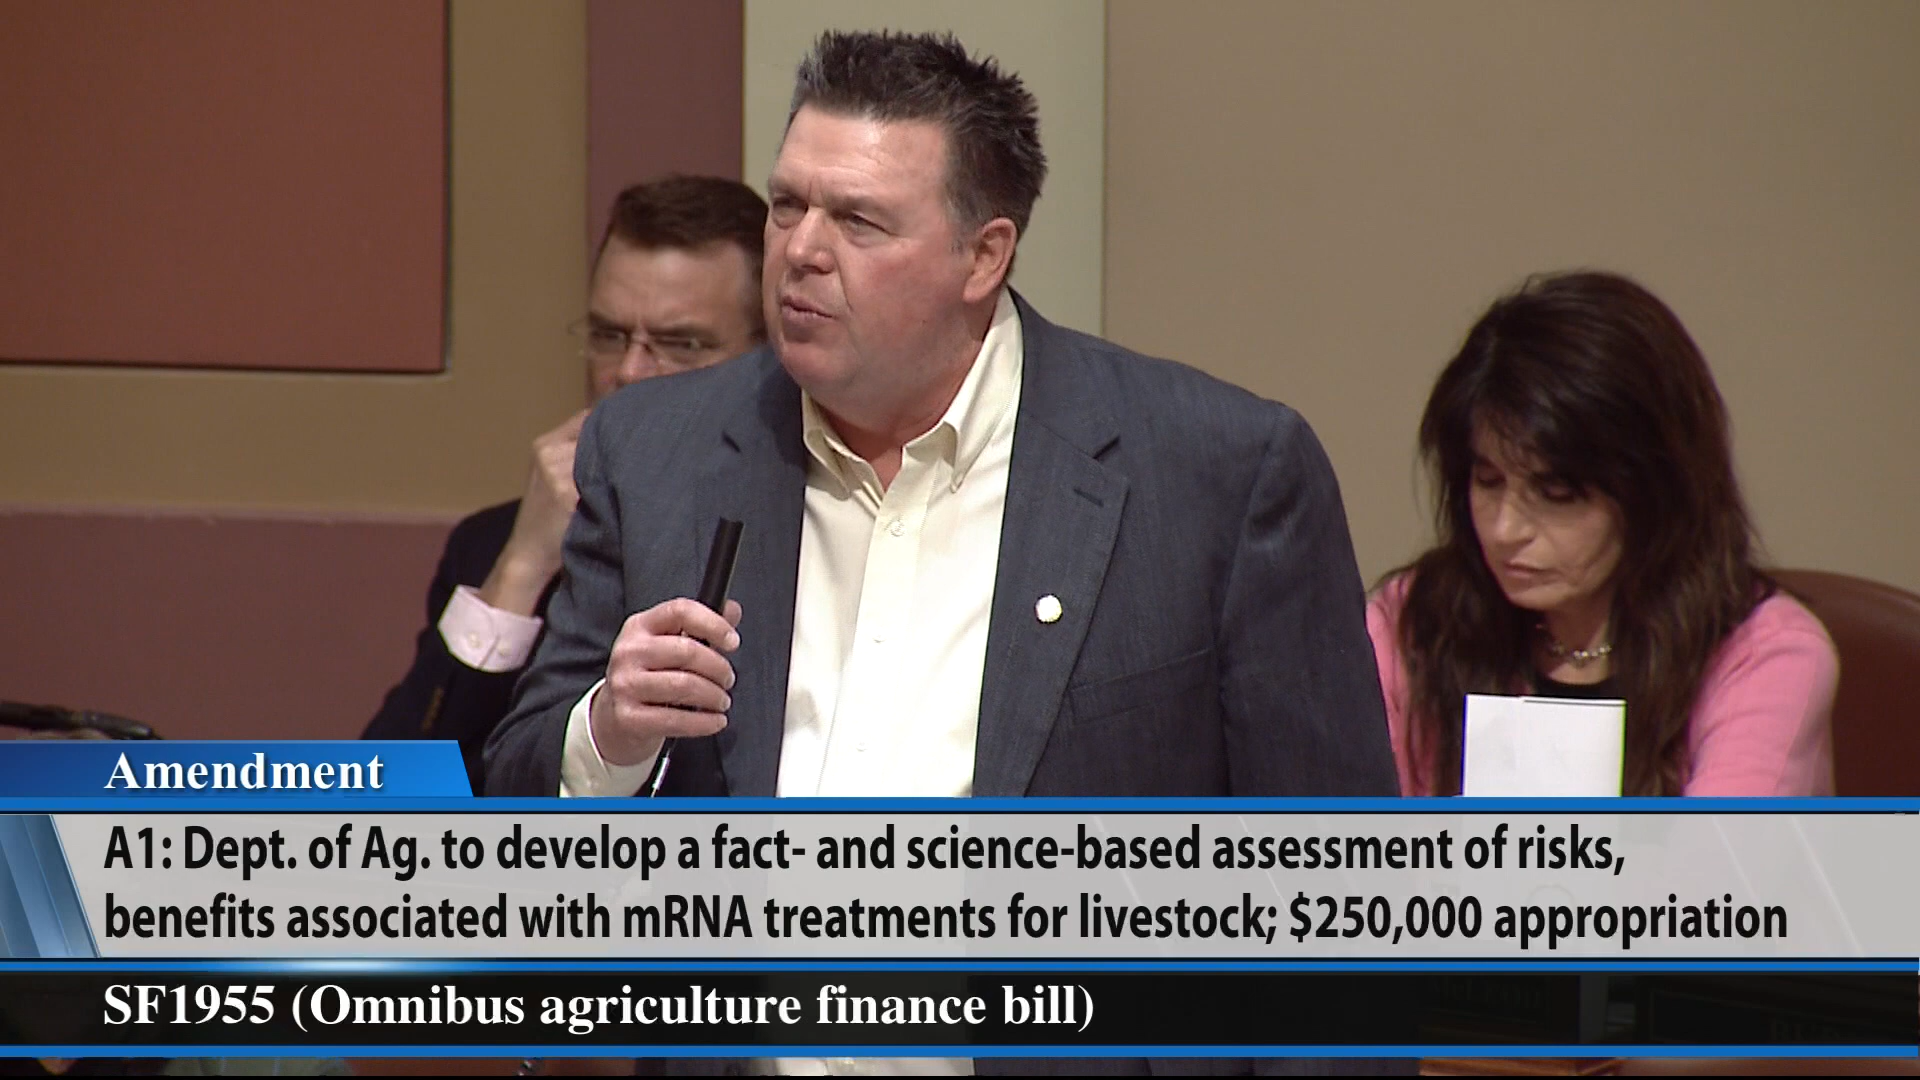 Amendment
A1: Dept. of Ag. to develop a fact- and science-based assessment of risks,
benefits associated with mRNA treatments for livestock; $250,000 appropriation
SF1955 (Omnibus agriculture finance bill)